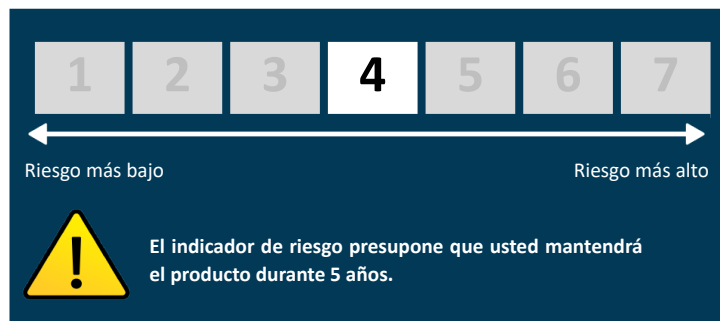 1 2 3 4 5 6 7
Riesgo más bajo Riesgo más alto
El indicador de riesgo presupone que usted mantendrá
el producto durante 5 años.